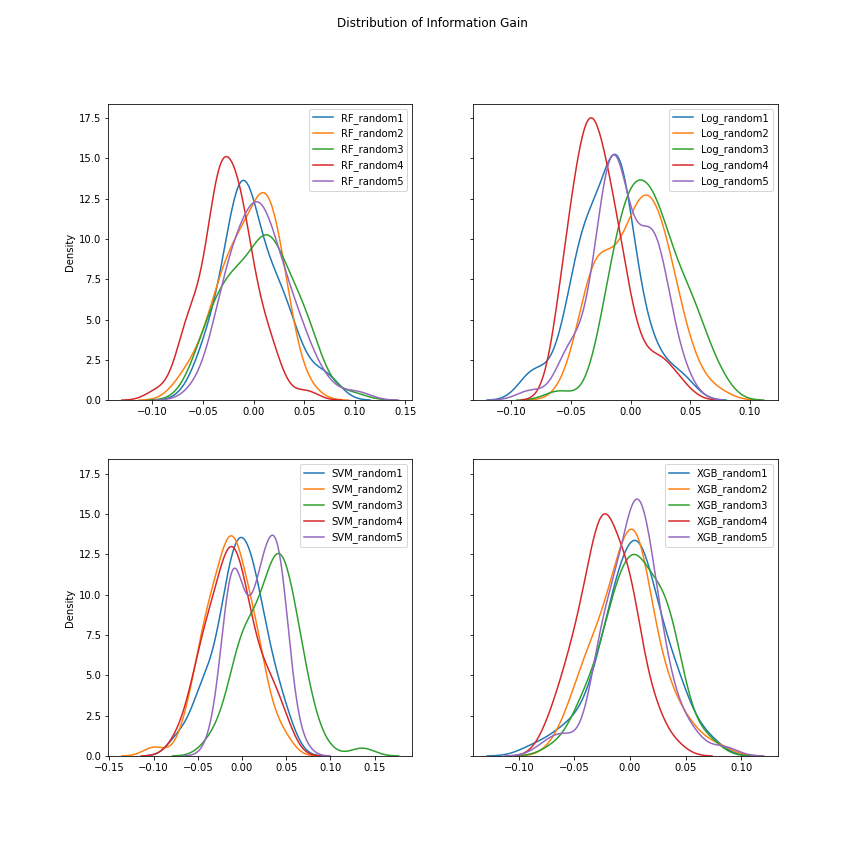 Distribution of Information Gain
17.5
15.0
12.5
10.0
7.5
5.0
2.5
0.0
Density
−0.10 −0.05 0.00 0.05 0.10 0.15
RF_random1
RF_random2
RF_random3
RF_random4
RF_random5
−0.10 −0.05 0.00 0.05 0.10
Log_random1
Log_random2
Log_random3
Log_random4
Log_random5
17.5
15.0
12.5
10.0
7.5
5.0
2.5
0.0
Density
−0.15 −0.10 −0.05 0.00 0.05 0.10 0.15
SVM_random1
SVM_random2
SVM_random3
SVM_random4
SVM_random5
−0.10 −0.05 0.00 0.05 0.10
XGB_random1
XGB_random2
XGB_random3
XGB_random4
XGB_random5